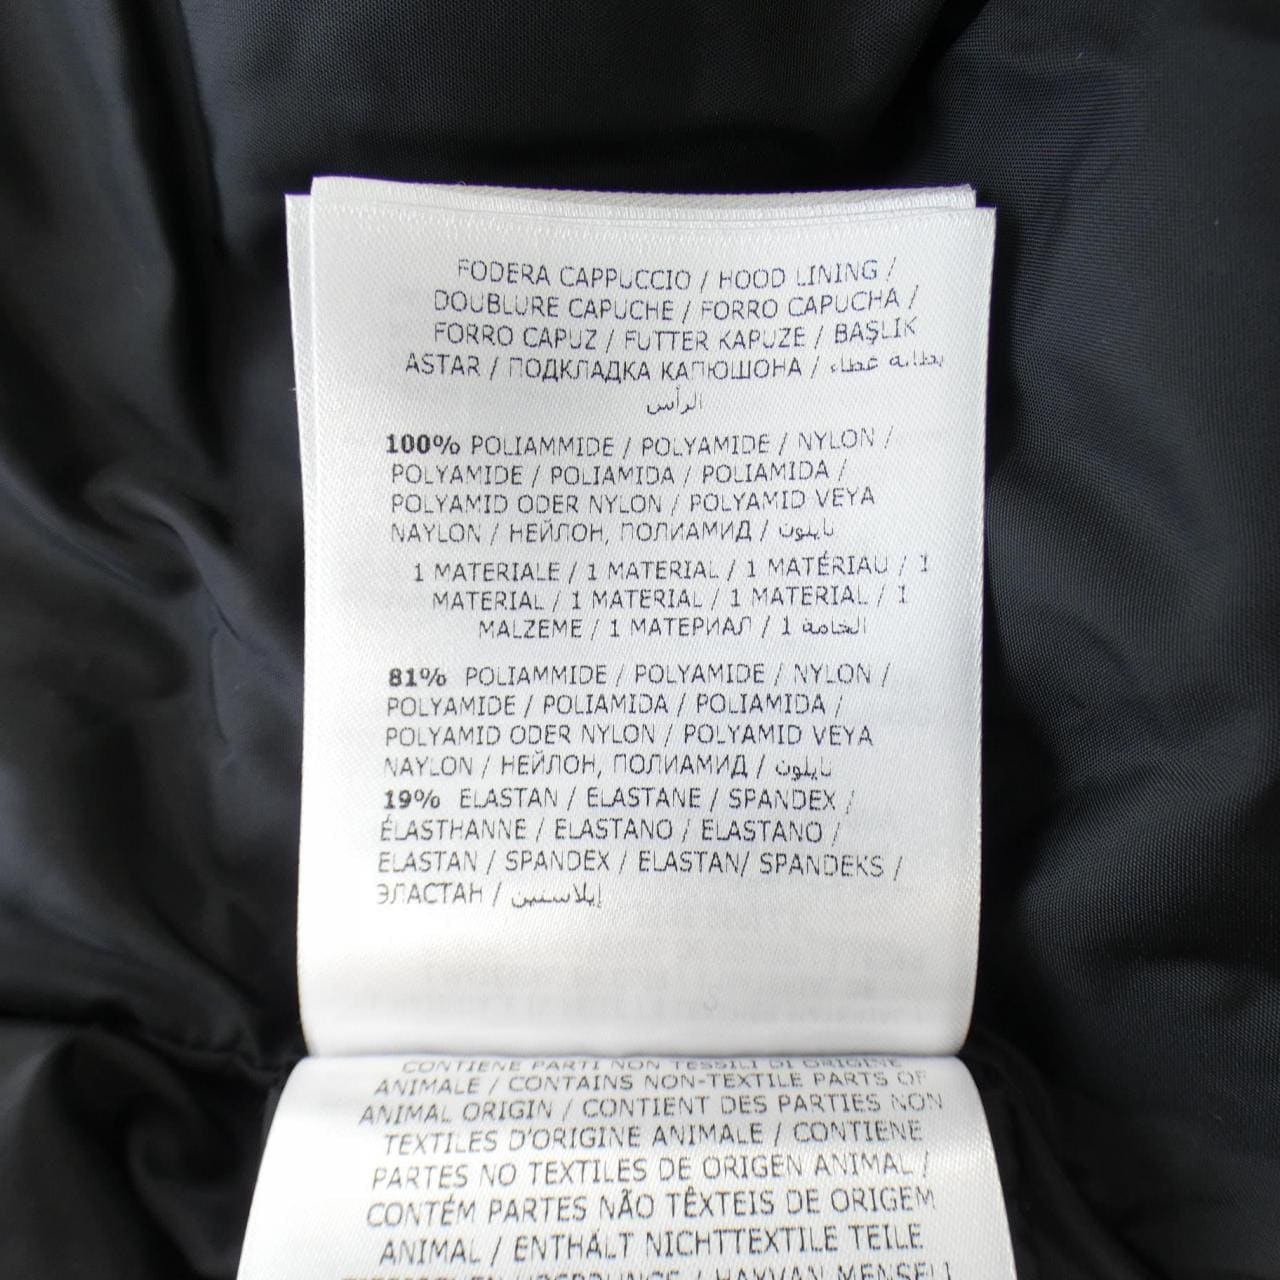 FODERA CAPPUCCIO / HOOD LINING /
DOUBLURE CAPUCHE / FORRO CAPUCHA /
FORRO CAPUZ / FUTTER KAPUZE / BAŞLIK
ASTAR / ПОДКЛАДКА КАПЮШОНА / بطانة غطاء
الرأس
100% POLIAMMIDE / POLYAMIDE / NYLON /
POLYAMIDE / POLIAMIDA / POLIAMIDA /
POLYAMID ODER NYLON / POLYAMID VEYA
NAYLON / НЕЙЛОН, ПОЛИАМИД / نايلون
1 MATERIALE / 1 MATERIAL / 1 MATÉRIAU / 1
MATERIAL / 1 MATERIAL / 1 MATERIAL / 1
MALZEME / 1 МАТЕРИАЛ / 1 الخامة
81% POLIAMMIDE / POLYAMIDE / NYLON /
POLYAMIDE / POLIAMIDA / POLIAMIDA /
POLYAMID ODER NYLON / POLYAMID VEYA
NAYLON / НЕЙЛОН, ПОЛИАМИД / نايلون
19% ELASTAN / ELASTANE / SPANDEX /
ÉLASTHANNE / ELASTANO / ELASTANO /
ELASTAN / SPANDEX / ELASTAN/ SPANDEKS /
ЭЛАСТАН / إيلاستين
CONTIENE PARTI NON TESSILI DI ORIGINE
ANIMALE / CONTAINS NON-TEXTILE PARTS OF
ANIMAL ORIGIN / CONTIENT DES PARTIES NON
TEXTILES D'ORIGINE ANIMALE / CONTIENE
PARTES NO TEXTILES DE ORIGEN ANIMAL /
CONTÉM PARTES NÃO TÊXTEIS DE ORIGEM
ANIMAL / ENTHÄLT NICHTTEXTILE TEILE
/ HAYVAN MENŞELI